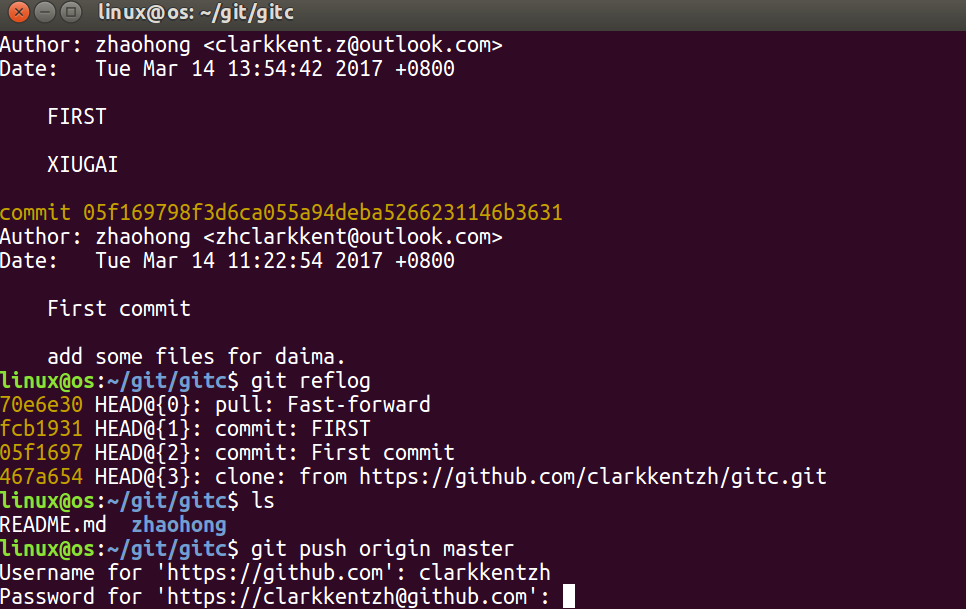 linux@os: ~/git/gitc
Author: zhaohong <clarkkent.z@outlook.com>
Date:   Tue Mar 14 13:54:42 2017 +0800
    FIRST
    XIUGAI
commit 05f169798f3d6ca055a94deba5266231146b3631
Author: zhaohong <zhclarkkent@outlook.com>
Date:   Tue Mar 14 11:22:54 2017 +0800
    First commit
    add some files for daima.
linux@os:~/git/gitc$ git reflog
70e6e30 HEAD@{0}: pull: Fast-forward
fcb1931 HEAD@{1}: commit: FIRST
05f1697 HEAD@{2}: commit: First commit
467a654 HEAD@{3}: clone: from https://github.com/clarkkentzh/gitc.git
linux@os:~/git/gitc$ ls
README.md  zhaohong
linux@os:~/git/gitc$ git push origin master
Username for 'https://github.com': clarkkentzh
Password for 'https://clarkkentzh@github.com':